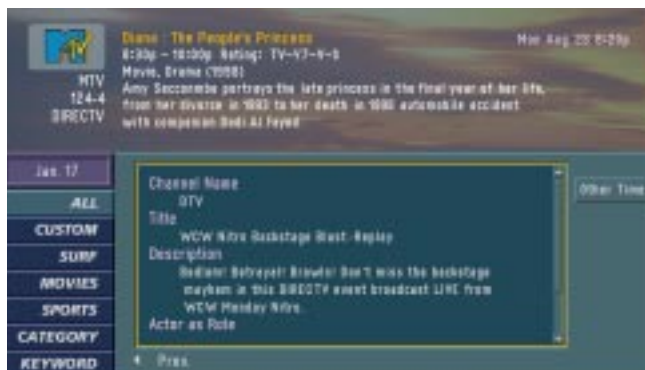 MTV
124-4
DIRECTV
Diana: The People's Princess
8:30p - 10:00p Rating: TV-Y7-V-S
Movie, Drama (1998)
Amy Seccombe portrays the late princess in the final year of her life,
from her divorce in to her death in automobile accident
with companion Dodi Al Fayed
Mon Aug 28 8:28p
Jan. 17
ALL
CUSTOM
SURF
MOVIES
SPORTS
CATEGORY
KEYWORD
Channel Name
DTV
Title
WCW Nitro Backstage Blast-Replay
Description
Bedlam! Betrayal! Brawls! Don't miss the backstage
mayhem in this DIRECTV event broadcast LIVE from
WCW Monday Nitro.
Actor as Role
Other Time
Prev.